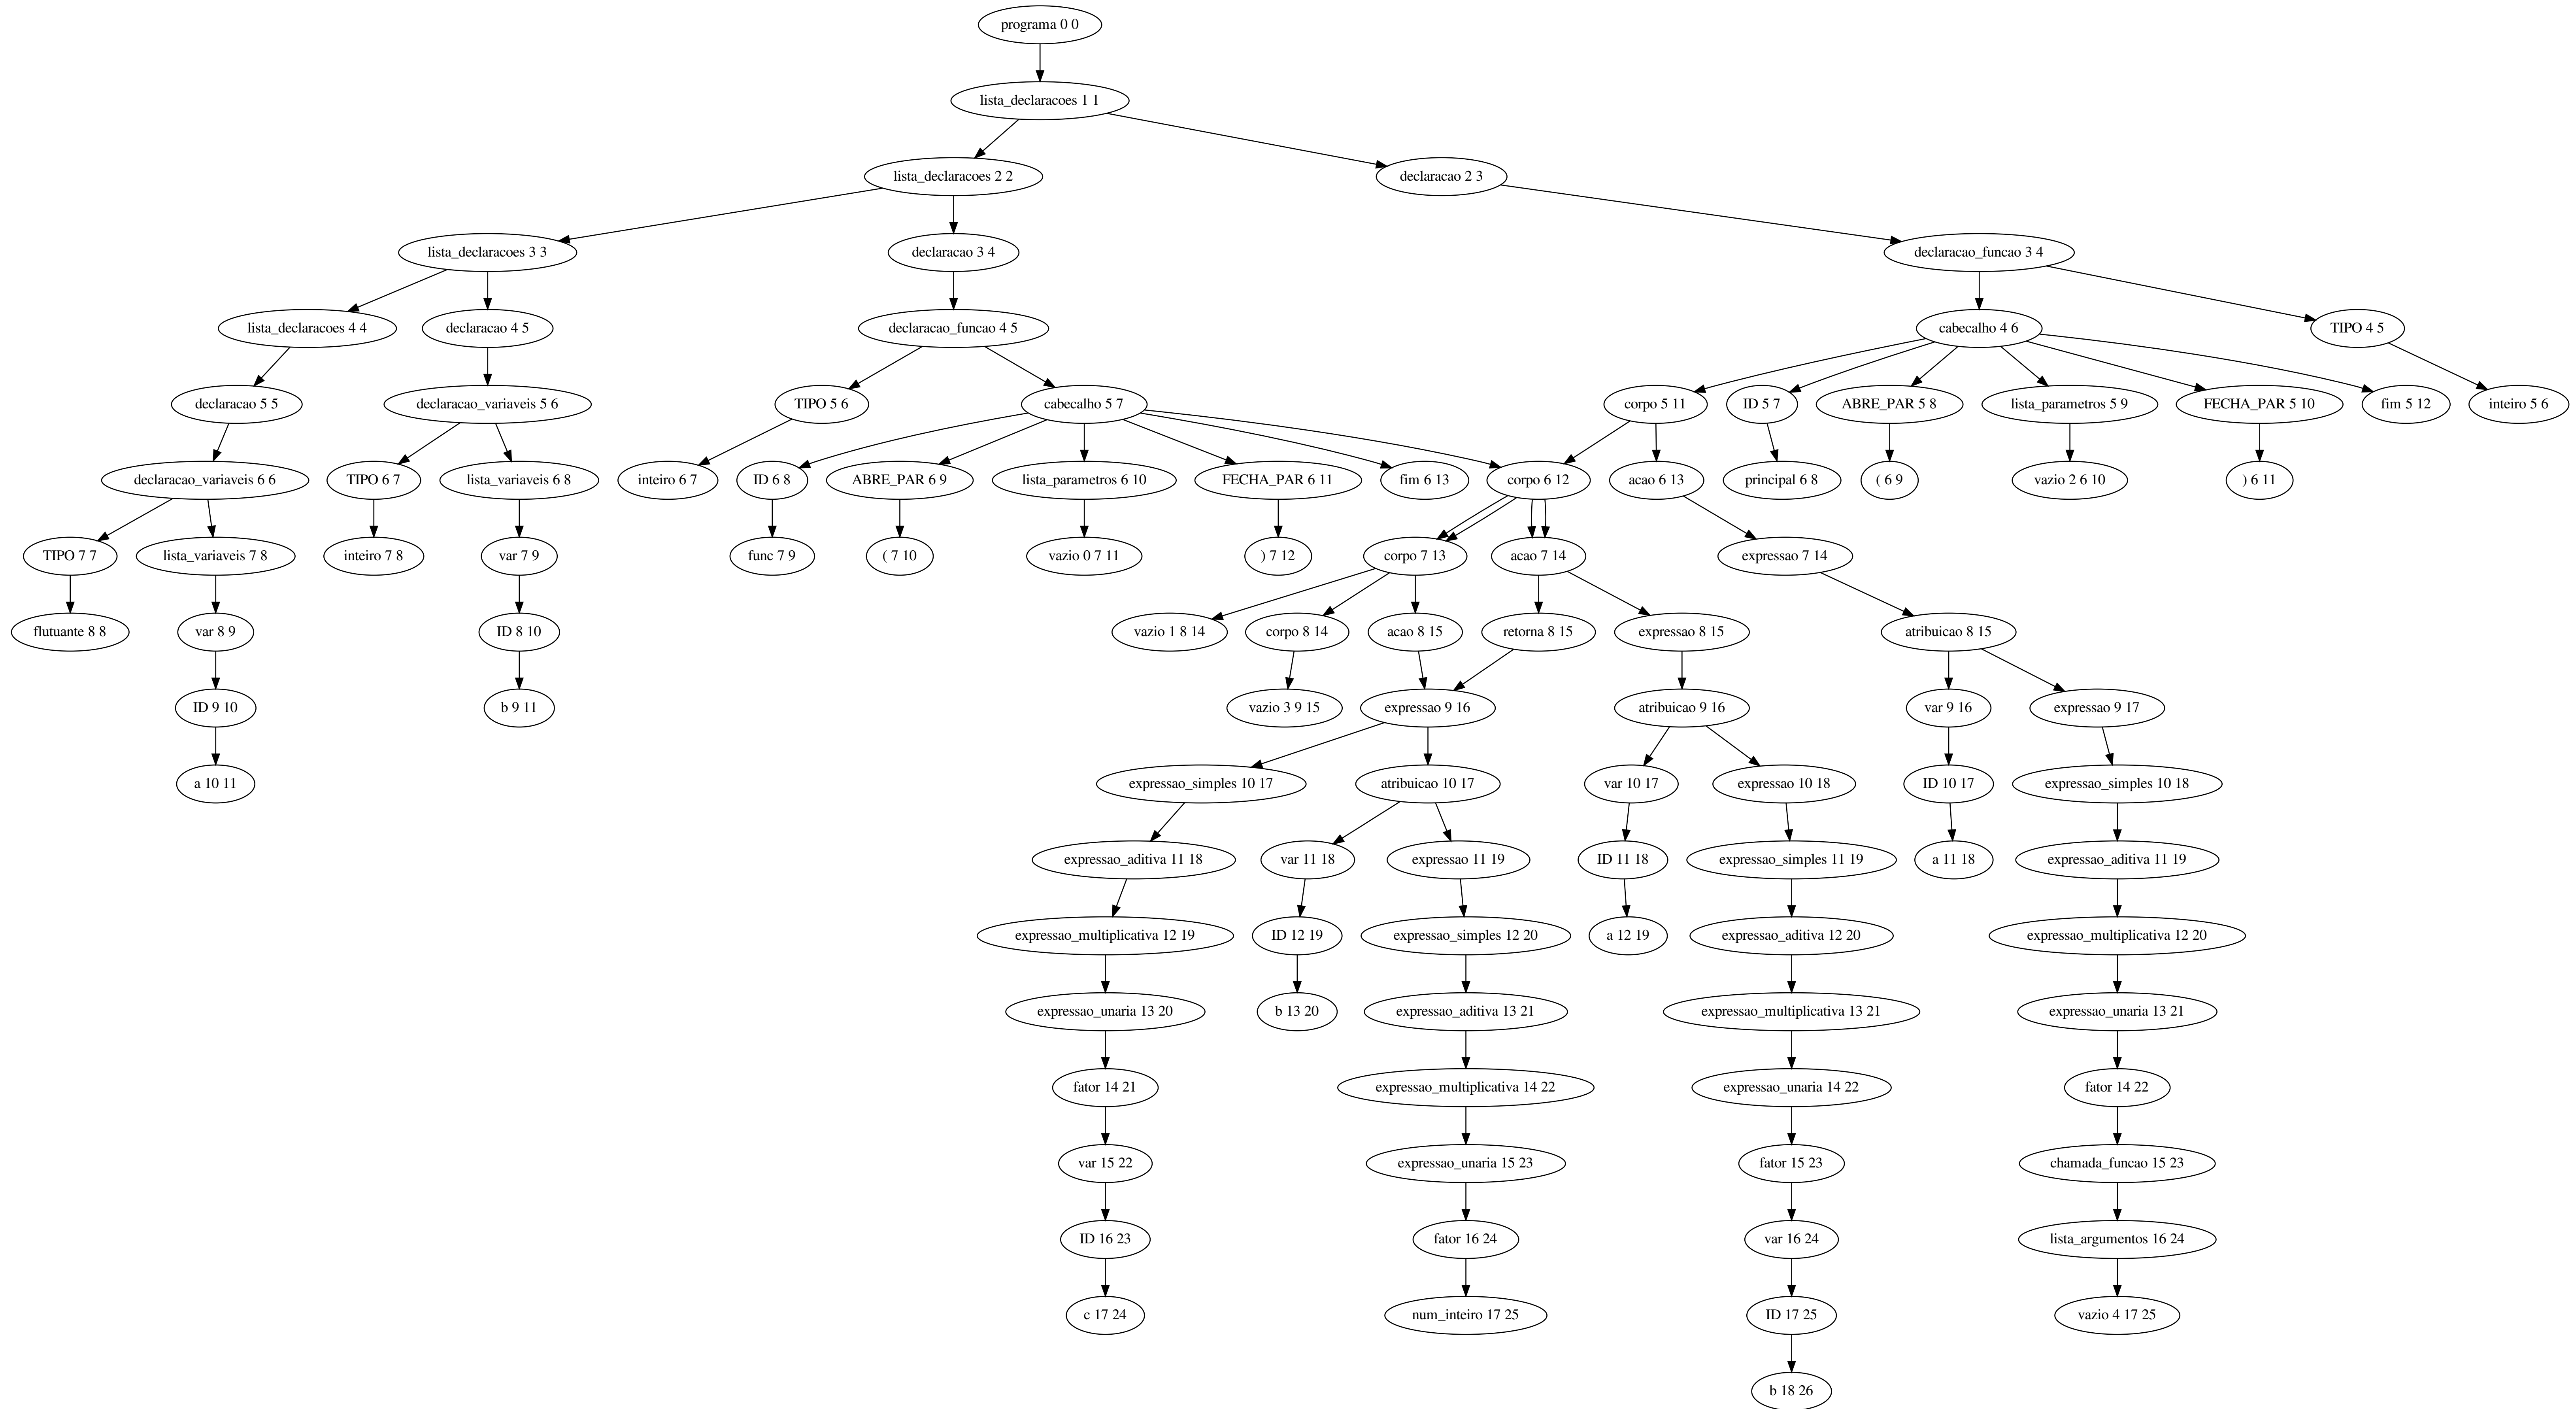 programa 0 0
lista_declaracoes 1 1
lista_declaracoes 2 2
declaracao 2 3
lista_declaracoes 3 3
declaracao 3 4
declaracao_funcao 3 4
lista_declaracoes 4 4
declaracao 4 5
declaracao_funcao 4 5
cabecalho 4 6
TIPO 4 5
declaracao 5 5
declaracao_variaveis 5 6
TIPO 5 6
cabecalho 5 7
corpo 5 11
ID 5 7
ABRE_PAR 5 8
lista_parametros 5 9
FECHA_PAR 5 10
fim 5 12
inteiro 5 6
declaracao_variaveis 6 6
TIPO 6 7
lista_variaveis 6 8
inteiro 6 7
ID 6 8
ABRE_PAR 6 9
lista_parametros 6 10
FECHA_PAR 6 11
fim 6 13
corpo 6 12
acao 6 13
principal 6 8
( 6 9
vazio 2 6 10
) 6 11
TIPO 7 7
lista_variaveis 7 8
inteiro 7 8
var 7 9
func 7 9
( 7 10
vazio 0 7 11
) 7 12
corpo 7 13
acao 7 14
expressao 7 14
flutuante 8 8
var 8 9
ID 8 10
vazio 1 8 14
corpo 8 14
acao 8 15
retorna 8 15
expressao 8 15
atribuicao 8 15
ID 9 10
b 9 11
vazio 3 9 15
expressao 9 16
atribuicao 9 16
var 9 16
expressao 9 17
a 10 11
expressao_simples 10 17
atribuicao 10 17
var 10 17
expressao 10 18
ID 10 17
expressao_simples 10 18
expressao_aditiva 11 18
var 11 18
expressao 11 19
ID 11 18
expressao_simples 11 19
a 11 18
expressao_aditiva 11 19
expressao_multiplicativa 12 19
ID 12 19
expressao_simples 12 20
a 12 19
expressao_aditiva 12 20
expressao_multiplicativa 12 20
expressao_unaria 13 20
b 13 20
expressao_aditiva 13 21
expressao_multiplicativa 13 21
expressao_unaria 13 21
fator 14 21
expressao_multiplicativa 14 22
expressao_unaria 14 22
fator 14 22
var 15 22
expressao_unaria 15 23
fator 15 23
chamada_funcao 15 23
ID 16 23
fator 16 24
var 16 24
lista_argumentos 16 24
c 17 24
num_inteiro 17 25
ID 17 25
vazio 4 17 25
b 18 26